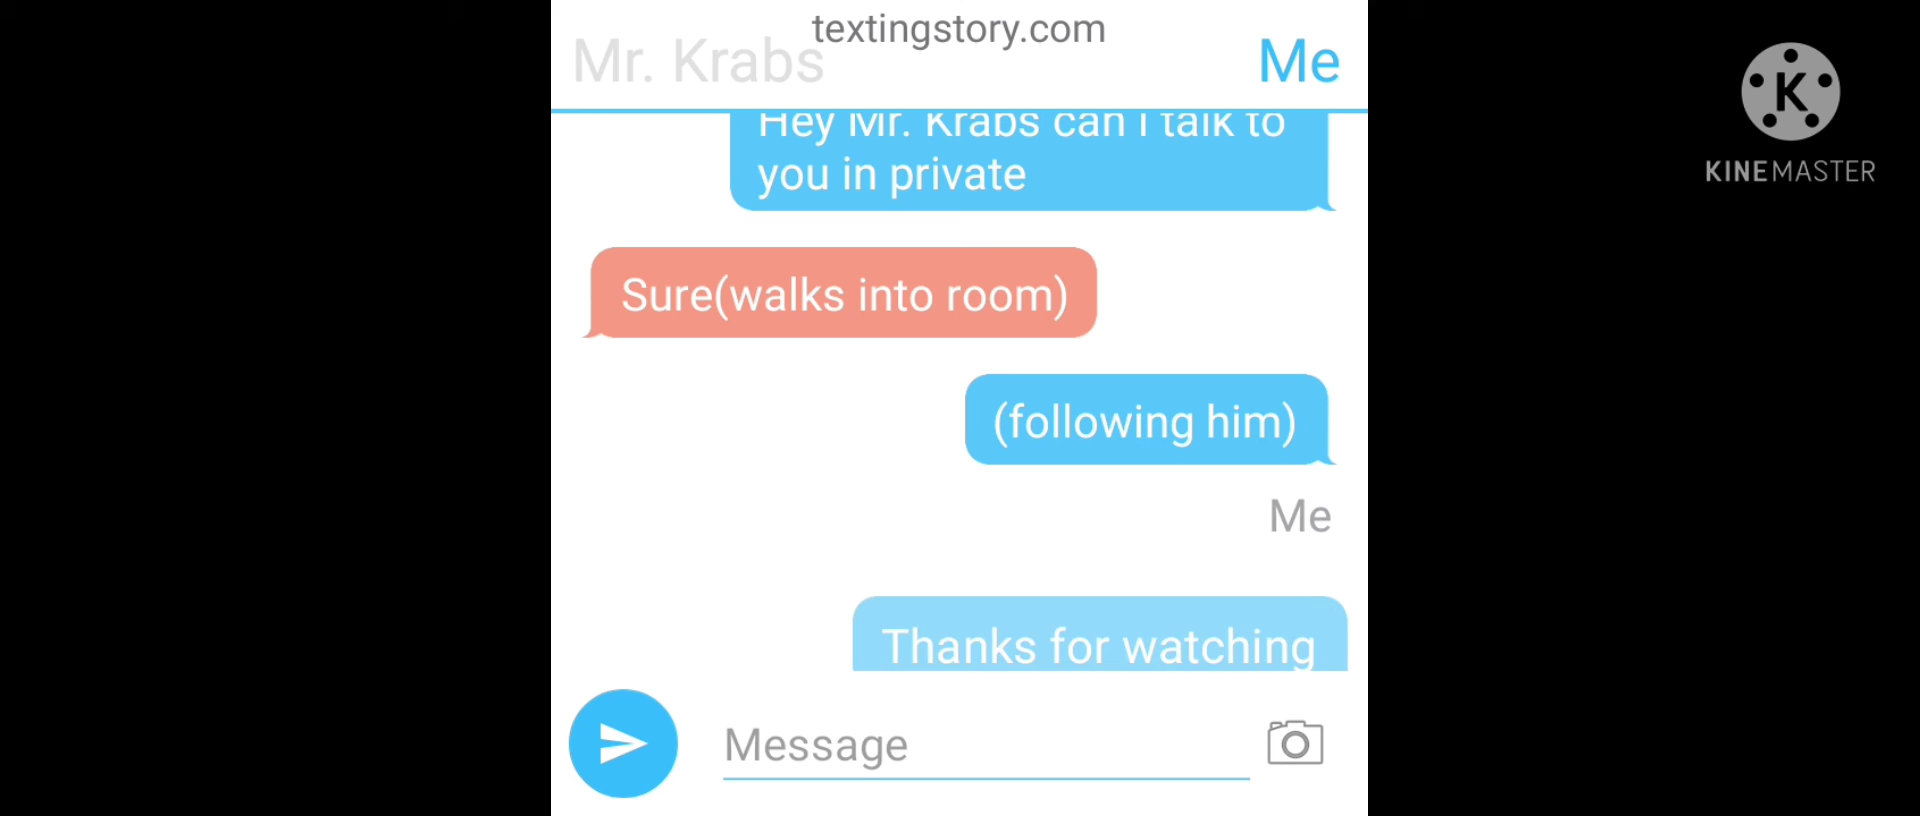 textingstory.com
Mr. Krabs
Me
Hey Mr. Krabs can I talk to
you in private
Sure(walks into room)
(following him)
Me
Thanks for watching
Message
KINEMASTER